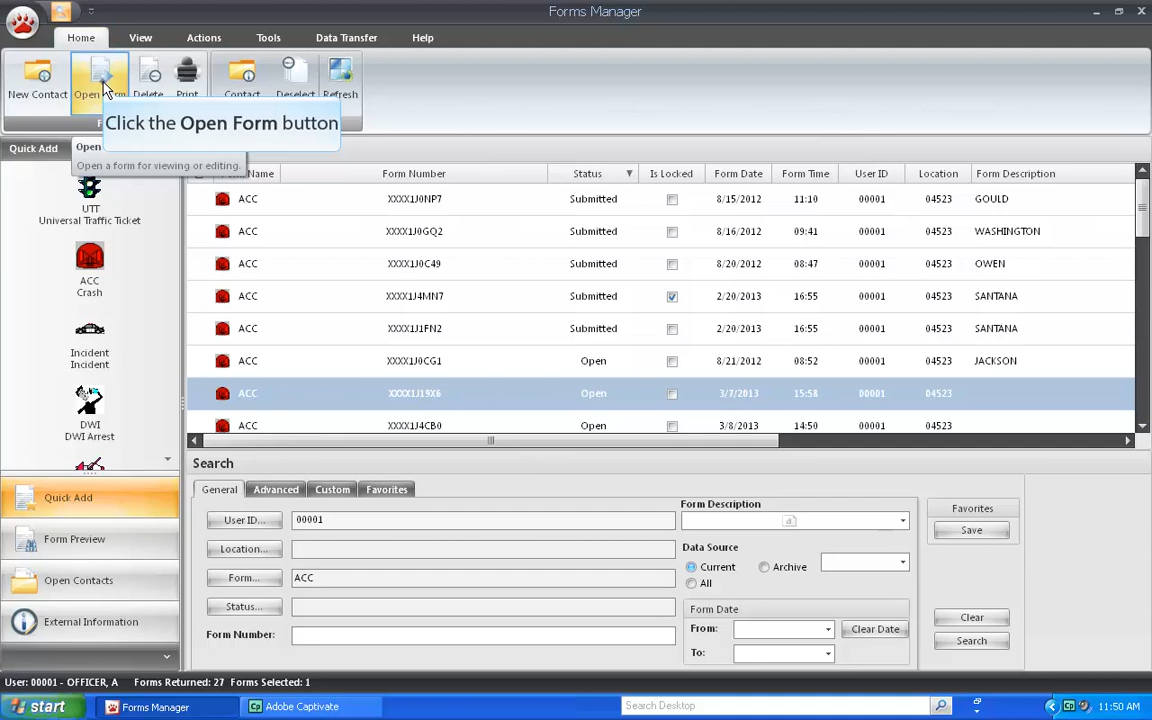 Forms Manager
Home View Actions Tools Data Transfer Help
New Contact Delete Print Contact Deselect Refresh
Click the Open Form button
Quick Add Open
Open a form for viewing or editing.
Name Form Number Status Is Locked Form Date Form Time User ID Location Form Description
ACC XXXX1J0NP7 Submitted 8/15/2012 11:10 00001 04523 GOULD
ACC XXXX1J0GQ2 Submitted 8/16/2012 09:41 00001 04523 WASHINGTON
ACC XXXX1J0C49 Submitted 8/20/2012 08:47 00001 04523 OWEN
ACC XXXX1J4MN7 Submitted 2/20/2013 16:55 00001 04523 SANTANA
ACC XXXX1J1FN2 Submitted 2/20/2013 16:55 00001 04523 SANTANA
ACC XXXX1J0CG1 Open 8/21/2012 08:52 00001 04523 JACKSON
ACC XXXX1J19X6 Open 3/7/2013 15:58 00001 04523
ACC XXXX1J4CB0 Open 3/8/2013 14:50 00001 04523
UTT
Universal Traffic Ticket
ACC
Crash
Incident
Incident
DWI
DWI Arrest
Quick Add
Form Preview
Open Contacts
External Information
Search
General Advanced Custom Favorites
User ID... 00001
Location...
Form... ACC
Status...
Form Number:
Form Description
a
Data Source
Current Archive
All
Form Date
From: Clear Date
To:
Favorites
Save
Clear
Search
User: 00001 - OFFICER, A Forms Returned: 27 Forms Selected: 1
start Forms Manager Cp Adobe Captivate Search Desktop Cp 11:50 AM